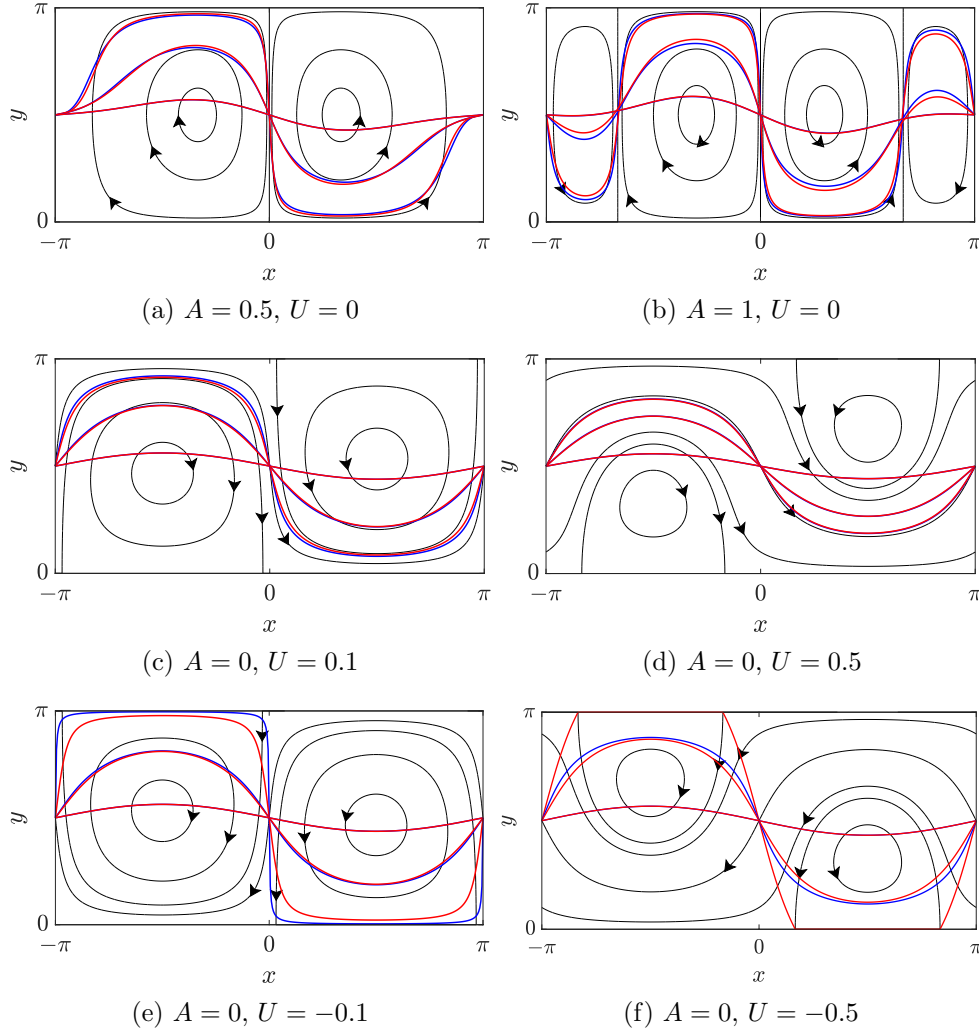 π π
y y
0 0
−π 0 π −π 0 π
x x
(a) A = 0.5, U = 0 (b) A = 1, U = 0
π π
y y
0 0
−π 0 π −π 0 π
x x
(c) A = 0, U = 0.1 (d) A = 0, U = 0.5
π π
y y
0 0
−π 0 π −π 0 π
x x
(e) A = 0, U = −0.1 (f) A = 0, U = −0.5